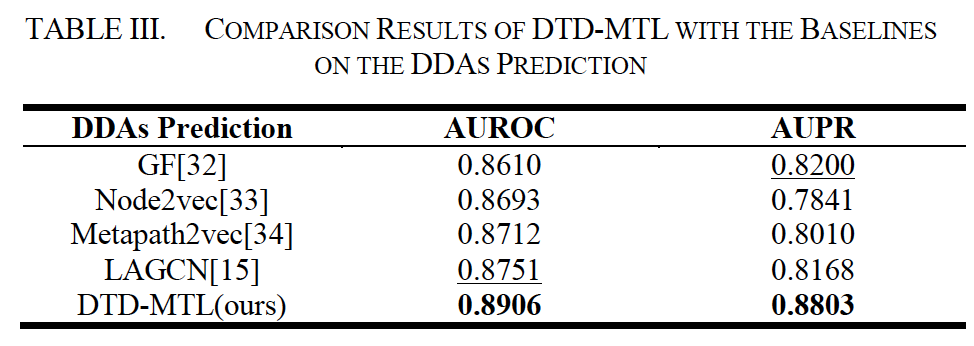 TABLE III. COMPARISON RESULTS OF DTD-MTL WITH THE BASELINES
ON THE DDAS PREDICTION
DDAs Prediction AUROC AUPR
GF[32] 0.8610 0.8200
Node2vec[33] 0.8693 0.7841
Metapath2vec[34] 0.8712 0.8010
LAGCN[15] 0.8751 0.8168
DTD-MTL(ours) 0.8906 0.8803